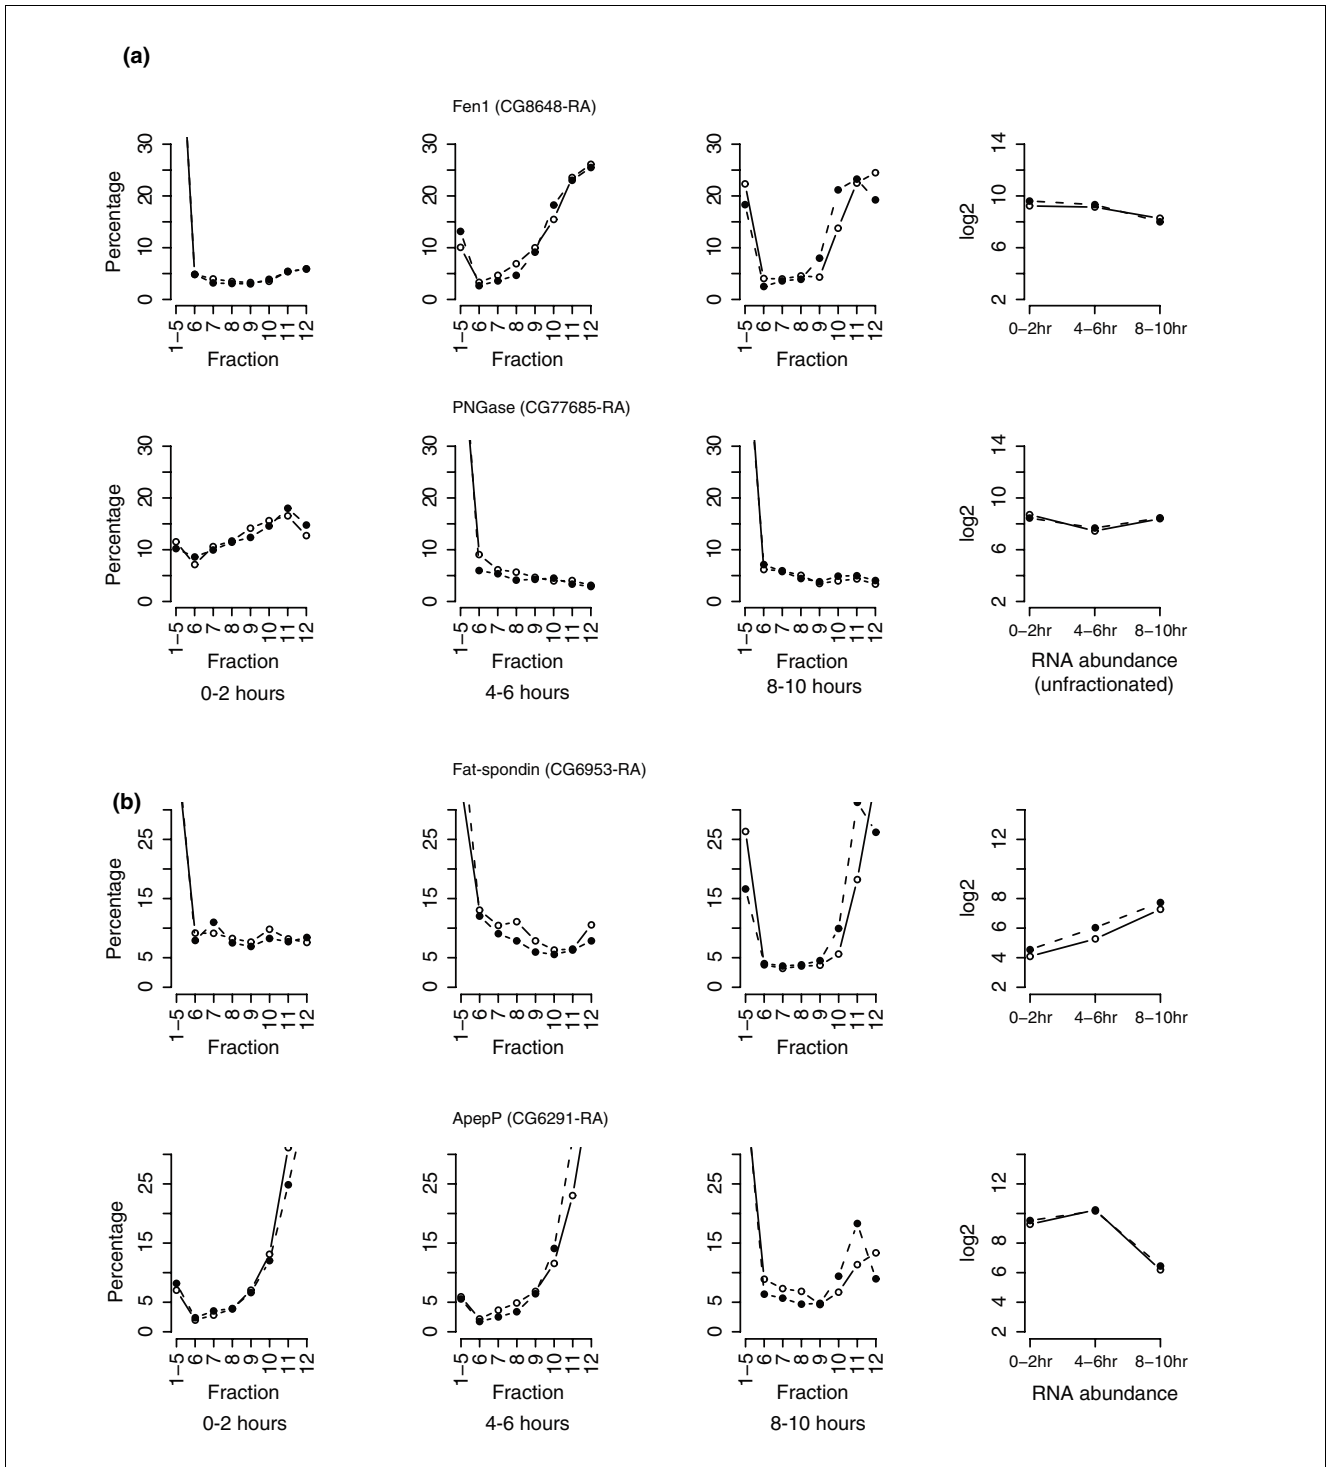 (a)
Fen1 (CG8648-RA)
Percentage
0 10 20 30
1–5 6 7 8 9 10 11 12
Fraction
0 10 20 30
1–5 6 7 8 9 10 11 12
Fraction
0 10 20 30
1–5 6 7 8 9 10 11 12
Fraction
log2
2 6 10 14
0–2hr 4–6hr 8–10hr
PNGase (CG77685-RA)
Percentage
0 10 20 30
1–5 6 7 8 9 10 11 12
Fraction
0-2 hours
0 10 20 30
1–5 6 7 8 9 10 11 12
Fraction
4-6 hours
0 10 20 30
1–5 6 7 8 9 10 11 12
Fraction
8-10 hours
log2
2 6 10 14
0–2hr 4–6hr 8–10hr
RNA abundance
(unfractionated)
Fat-spondin (CG6953-RA)
(b)
Percentage
0 5 15 25
1–5 6 7 8 9 10 11 12
Fraction
0 5 15 25
1–5 6 7 8 9 10 11 12
Fraction
0 5 15 25
1–5 6 7 8 9 10 11 12
Fraction
log2
2 4 6 8 12
0–2hr 4–6hr 8–10hr
ApepP (CG6291-RA)
Percentage
0 5 15 25
1–5 6 7 8 9 10 11 12
Fraction
0-2 hours
0 5 15 25
1–5 6 7 8 9 10 11 12
Fraction
4-6 hours
0 5 15 25
1–5 6 7 8 9 10 11 12
Fraction
8-10 hours
log2
2 4 6 8 12
0–2hr 4–6hr 8–10hr
RNA abundance